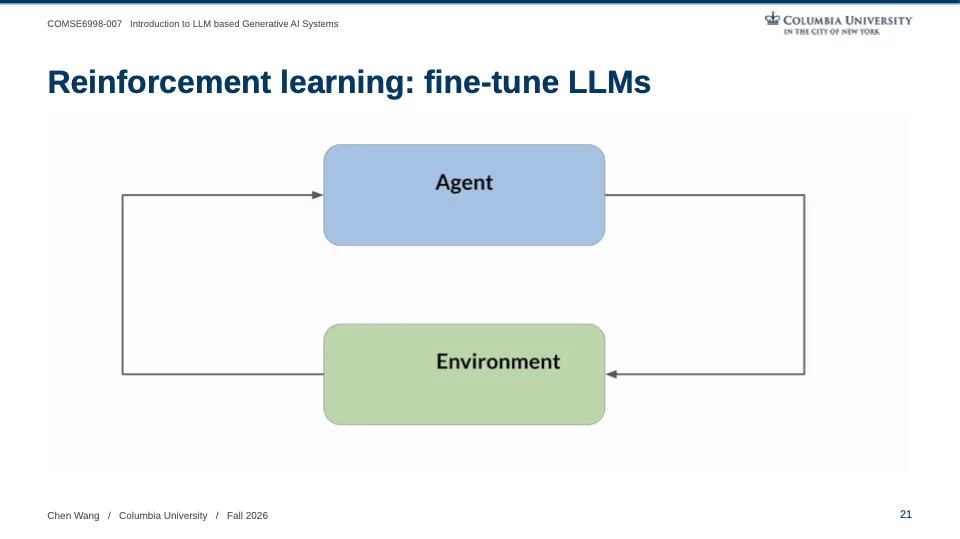 COMSE6998-007 Introduction to LLM based Generative AI Systems
COLUMBIA UNIVERSITY
IN THE CITY OF NEW YORK
Reinforcement learning: fine-tune LLMs
Agent
Environment
Chen Wang / Columbia University / Fall 2026
21